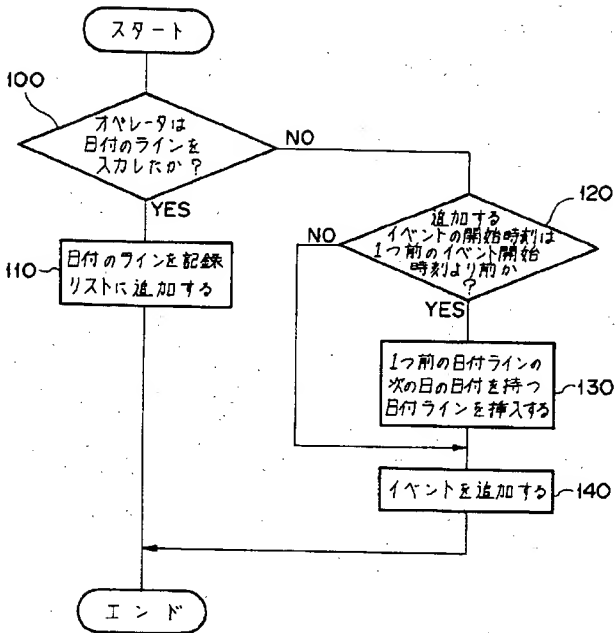 スタート
100
オペレータは
日付のラインを
入力したか?
NO
YES
120
追加する
イベントの開始時刻は
1つ前のイベント開始
時刻より前か
?
NO
YES
110
日付のラインを記録
リストに追加する
1つ前の日付ラインの
次の日の日付を持つ
日付ラインを挿入する
130
イベントを追加する
140
エンド